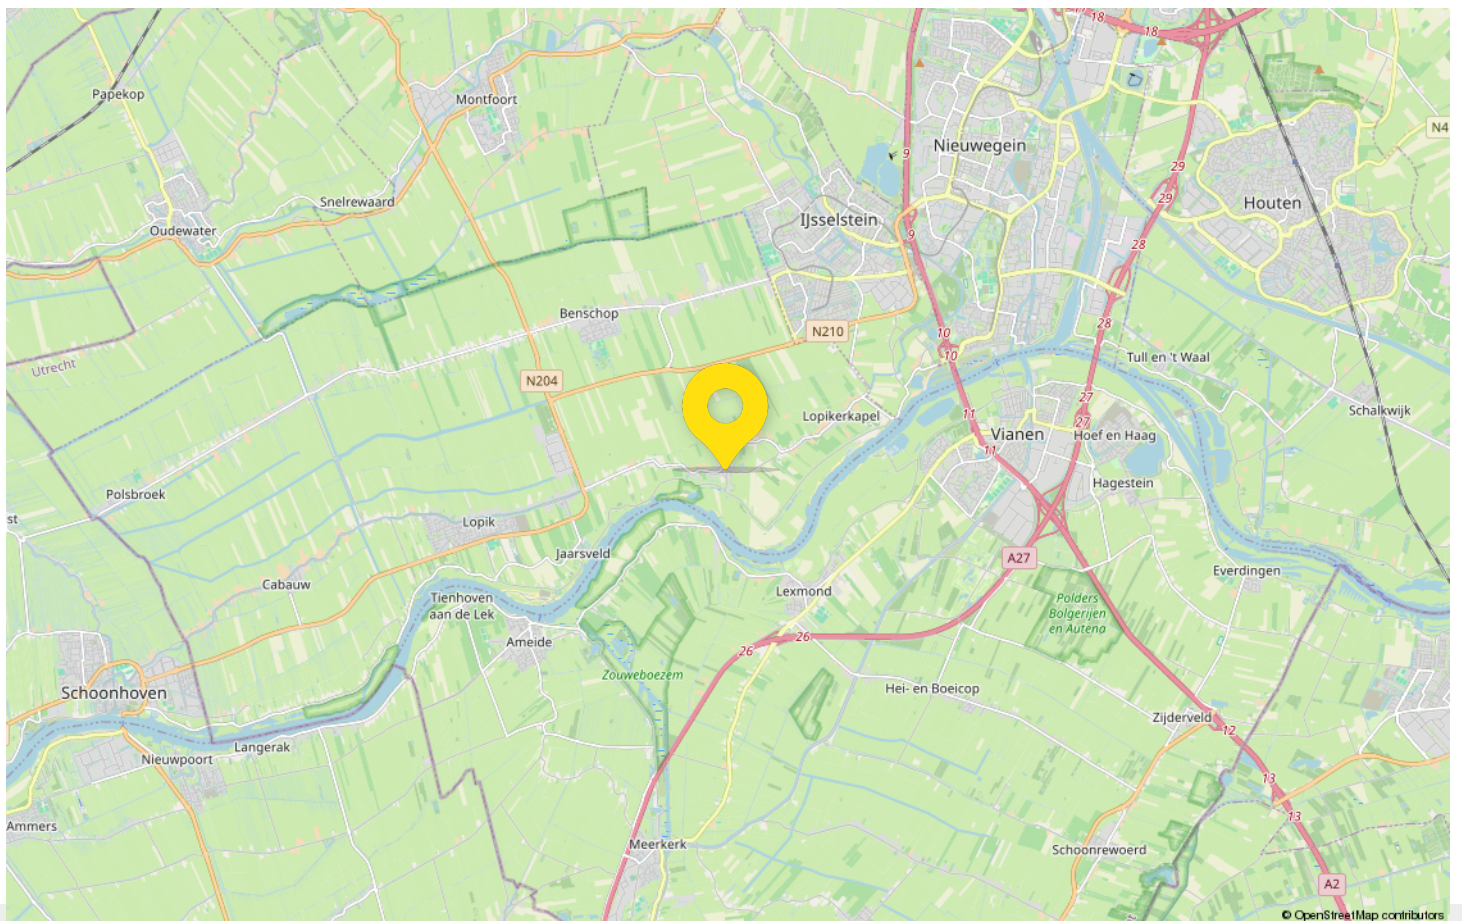 18
18
Papekop
Montfoort
N4
Nieuwegein
9
29
29
Snelrewaard
Houten
IJsselstein
Oudewater
9
28
Benschop
28
N210
10
10
Tull en 't Waal
Utrecht
N204
27
Schalkwijk
Lopikerkapel
11
27
Vianen
Hoef en Haag
11
Hagestein
Polsbroek
st
Lopik
Jaarsveld
A27
Everdingen
Cabauw
Lexmond
Tienhoven
aan de Lek
Polders
Bolgerijen
en Autena
Ameide
26
26
Zouweboezem
Hei- en Boeicop
Schoonhoven
Zijderveld
12
Langerak
Nieuwpoort
13
13
Ammers
Meerkerk
Schoonrewoerd
A2
© OpenStreetMap contributors